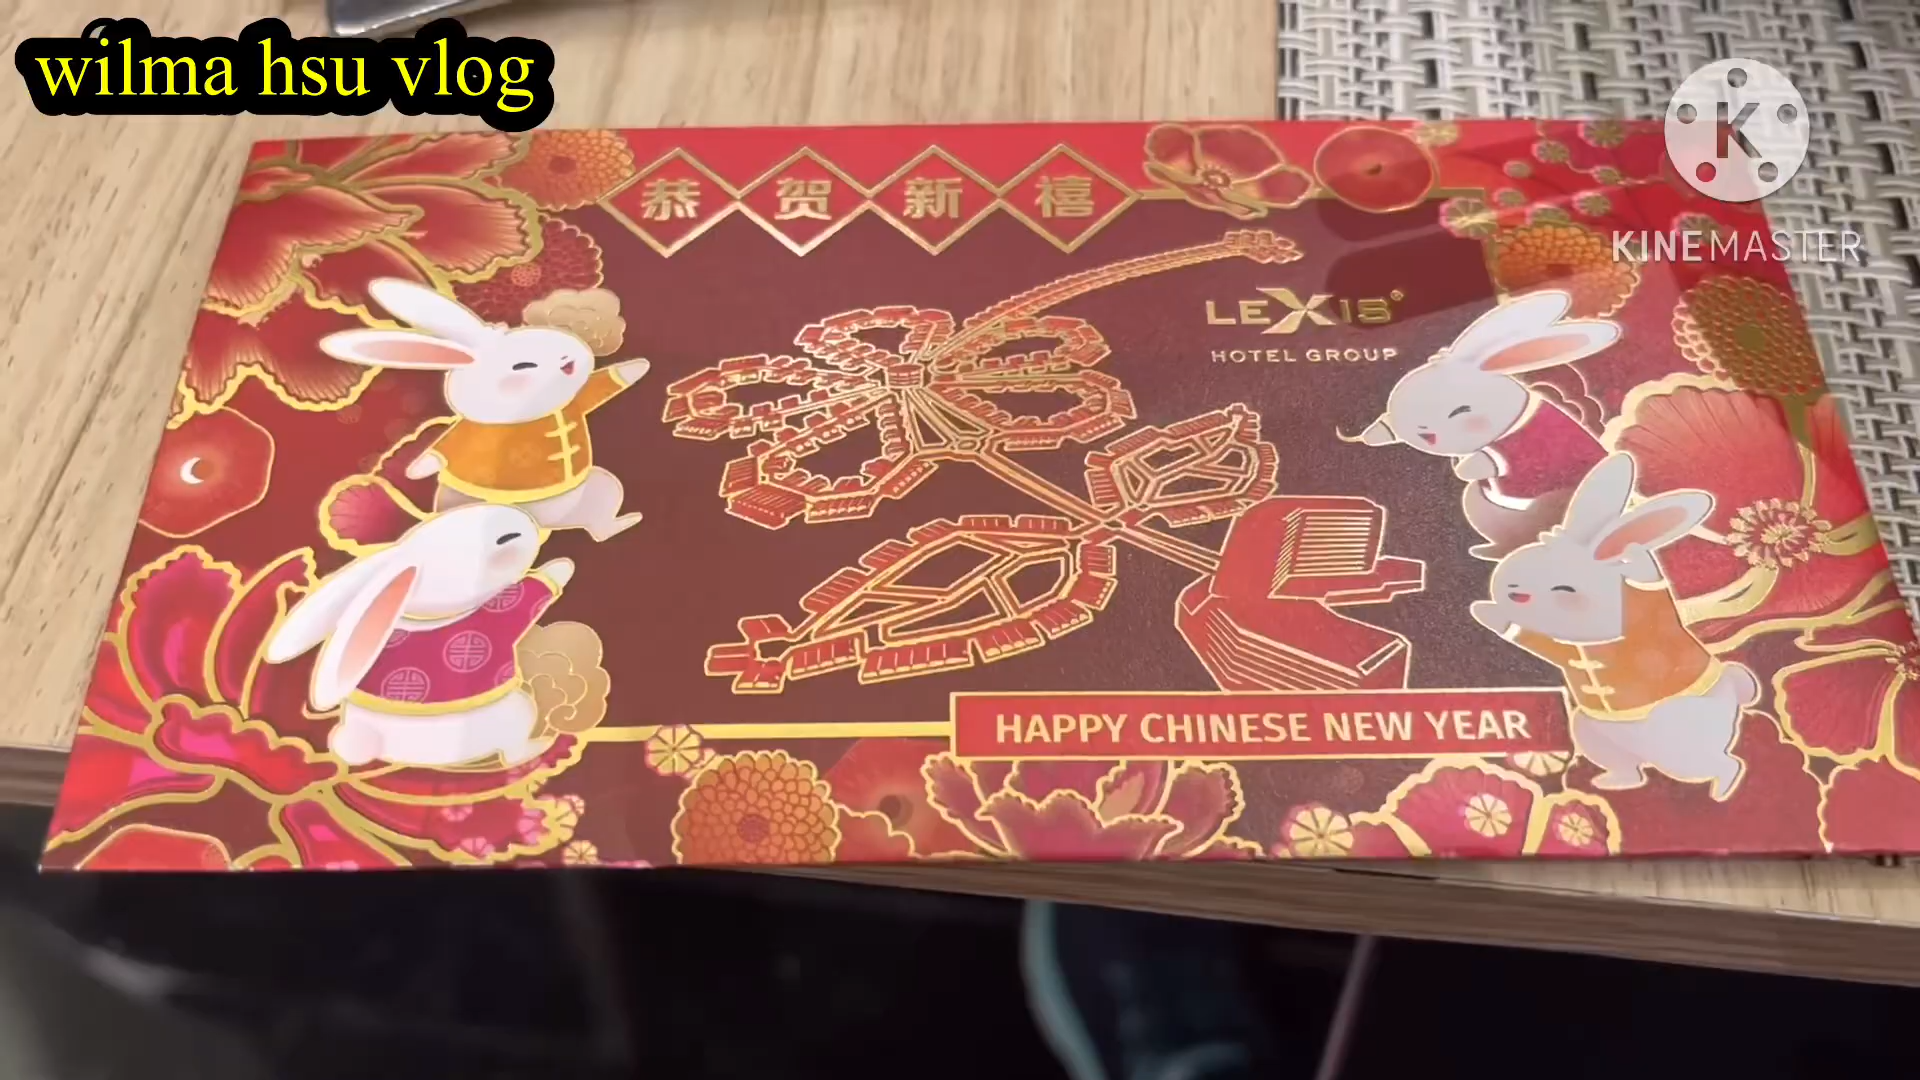 wilma hsu vlog
K
KINEMASTER
恭贺新禧
LEXIS®
HOTEL GROUP
HAPPY CHINESE NEW YEAR